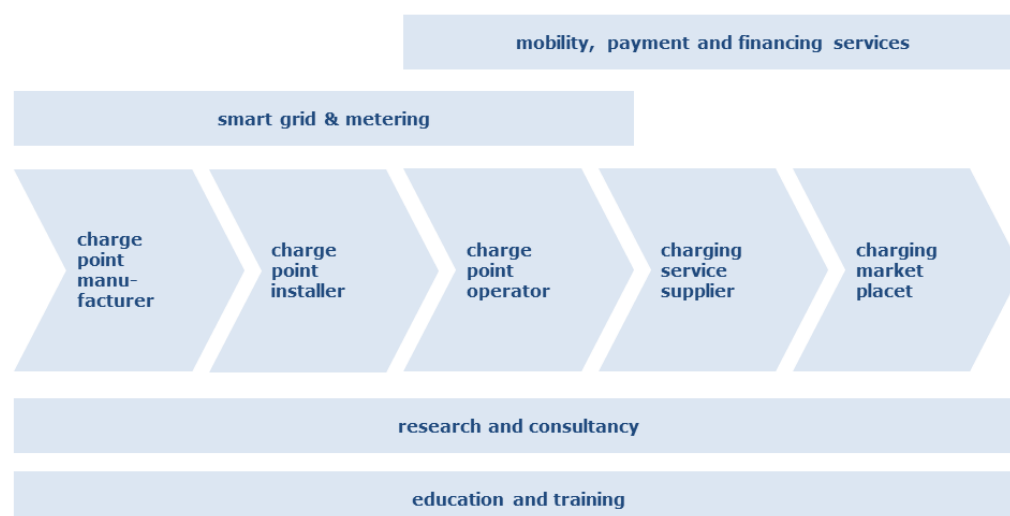 mobility, payment and financing services
smart grid & metering
charge
point
manu-
facturer
charge
point
installer
charge
point
operator
charging
service
supplier
charging
market
placet
research and consultancy
education and training